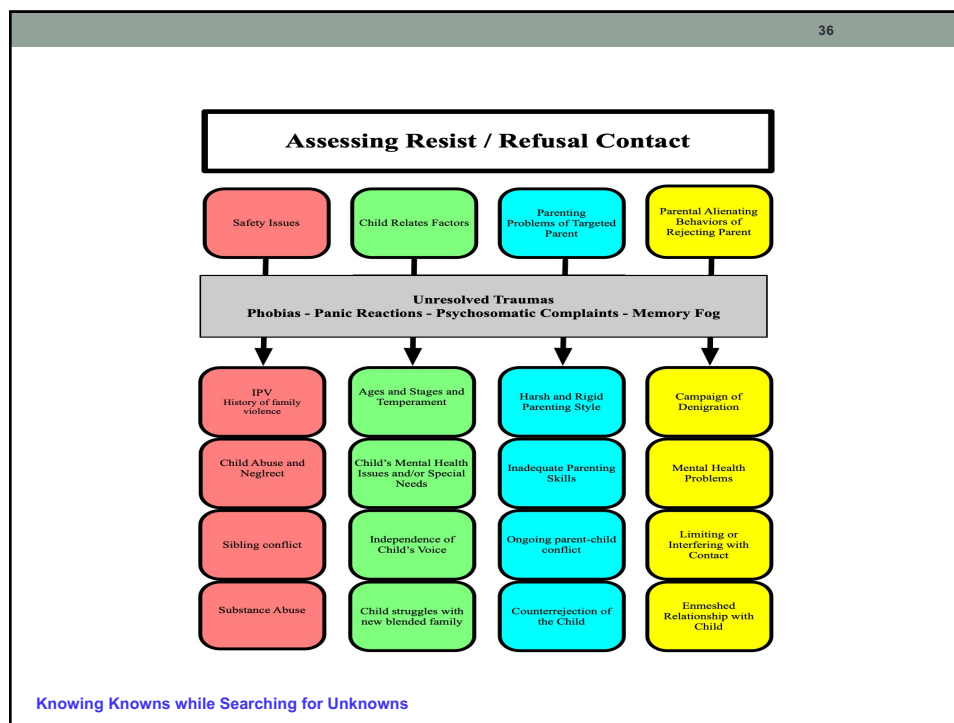 36
Assessing Resist / Refusal Contact
Safety Issues
Child Relates Factors
Parenting
Problems of Targeted
Parent
Parental Alienating
Behaviors of
Rejecting Parent
Unresolved Traumas
Phobias - Panic Reactions - Psychosomatic Complaints - Memory Fog
IPV
History of family
violence
Ages and Stages and
Temperament
Harsh and Rigid
Parenting Style
Campaign of
Denigration
Child Abuse and
Neglrect
Child's Mental Health
Issues and/or Special
Needs
Inadequate Parenting
Skills
Mental Health
Problems
Sibling conflict
Independence of
Child's Voice
Ongoing parent-child
conflict
Limiting or
Interfering with
Contact
Substance Abuse
Child struggles with
new blended family
Counterrejection of
the Child
Enmeshed
Relationship with
Child
Knowing Knowns while Searching for Unknowns